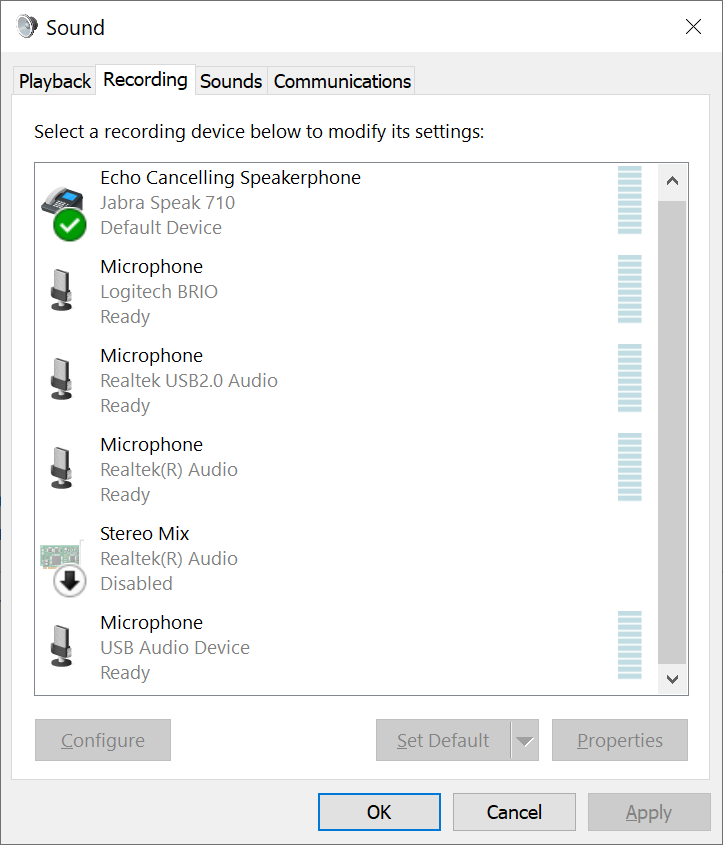 Sound
Playback Recording Sounds Communications
Select a recording device below to modify its settings:
Echo Cancelling Speakerphone
Jabra Speak 710
Default Device
Microphone
Logitech BRIO
Ready
Microphone
Realtek USB2.0 Audio
Ready
Microphone
Realtek(R) Audio
Ready
Stereo Mix
Realtek(R) Audio
Disabled
Microphone
USB Audio Device
Ready
Configure Set Default Properties
OK Cancel Apply